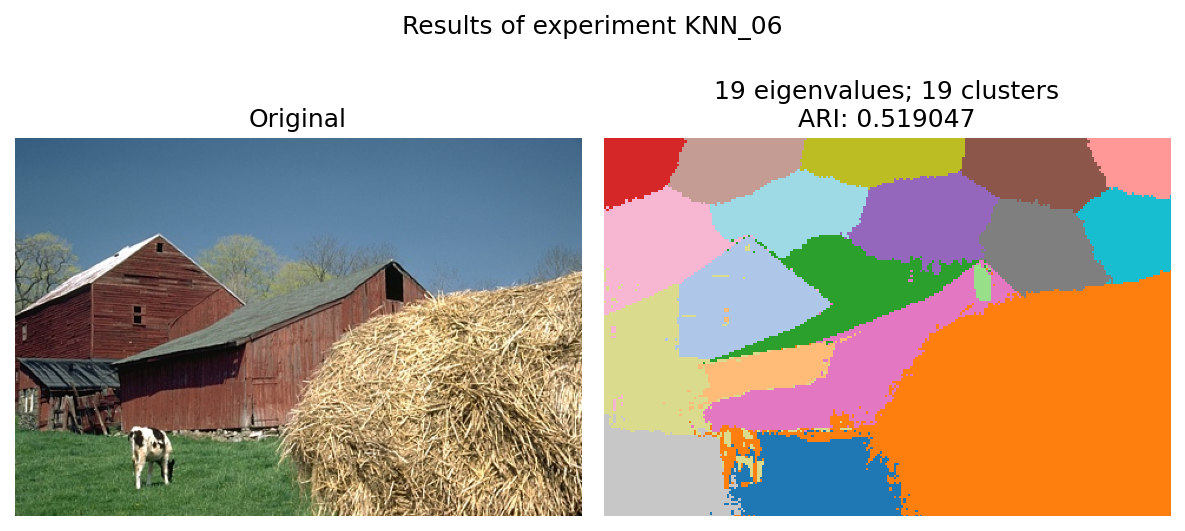 Results of experiment KNN_06
Original
19 eigenvalues; 19 clusters
ARI: 0.519047